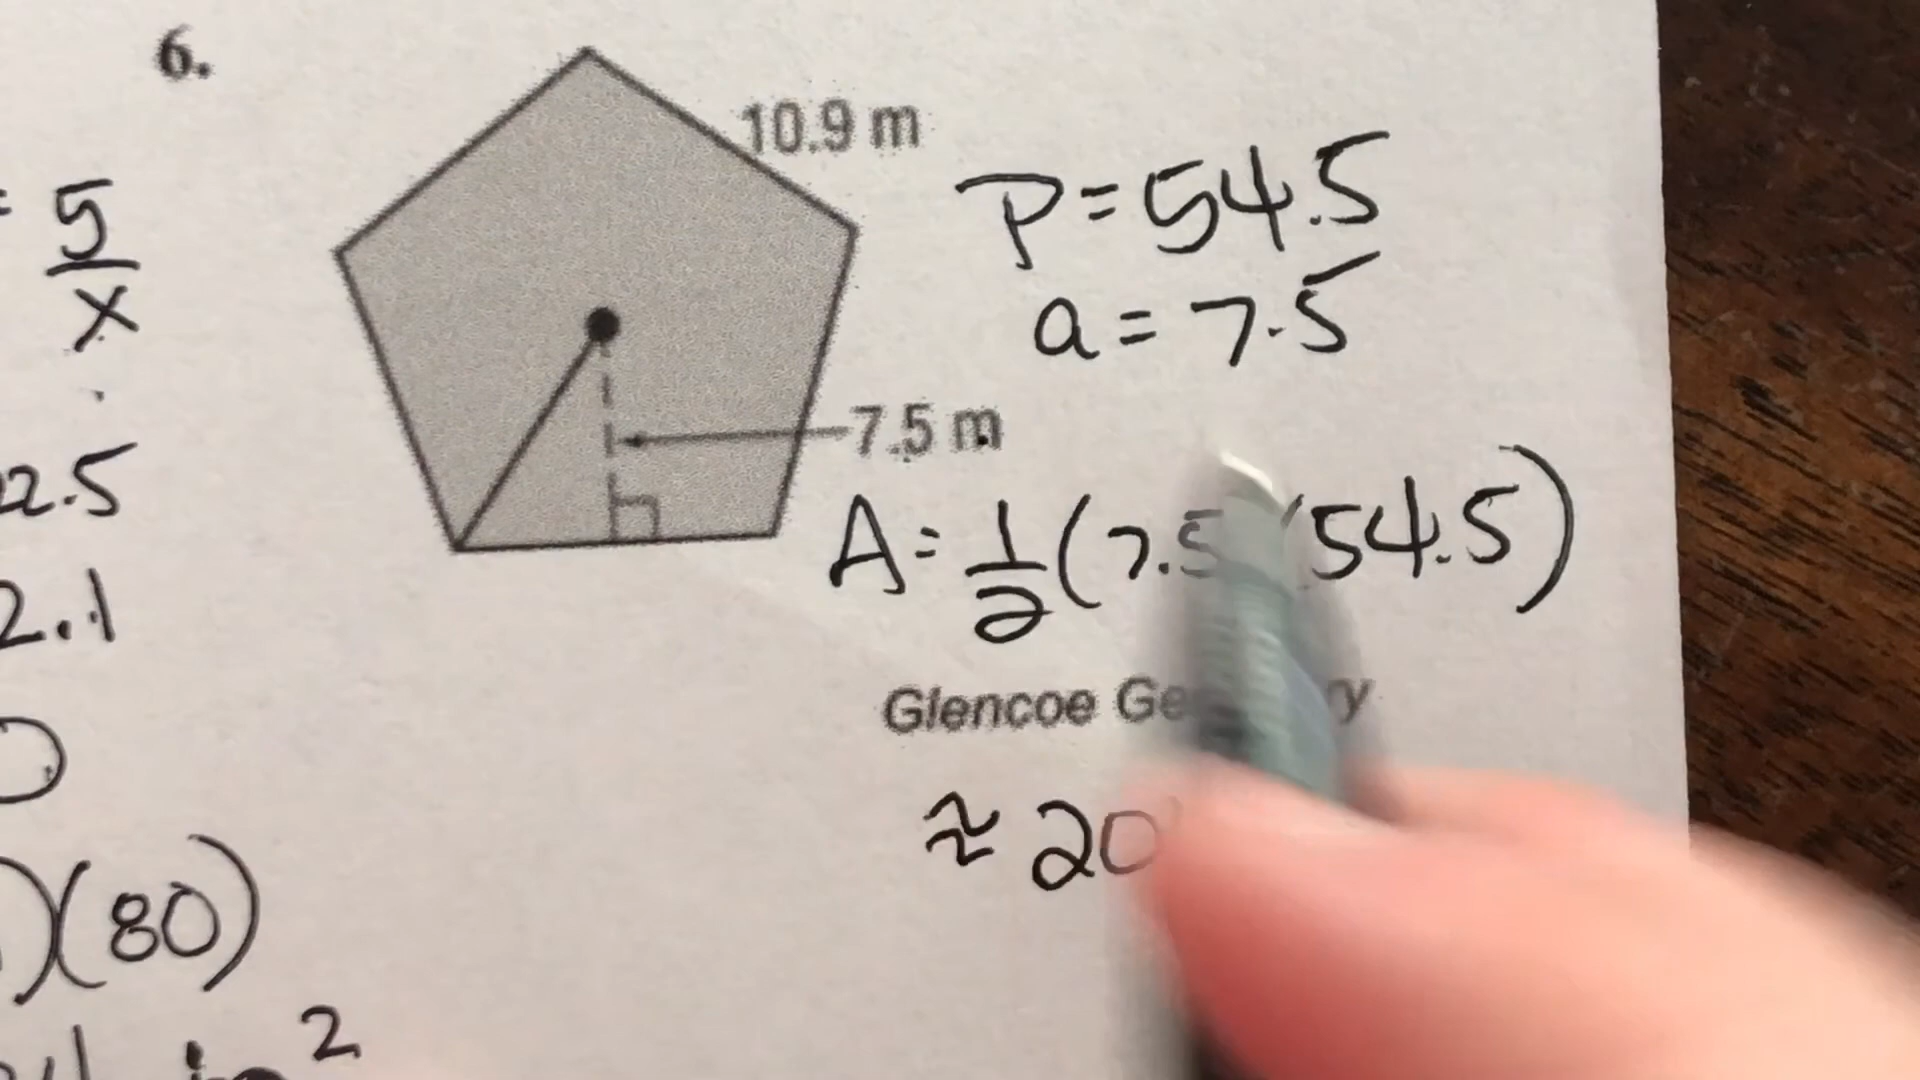 6.
10.9 m
P = 54.5
a = 7.5
7.5 m
A = 1/2 (7.5 (54.5)
Glencoe
≈ 20
= 5/x
2.5
2.1
)(80)
2